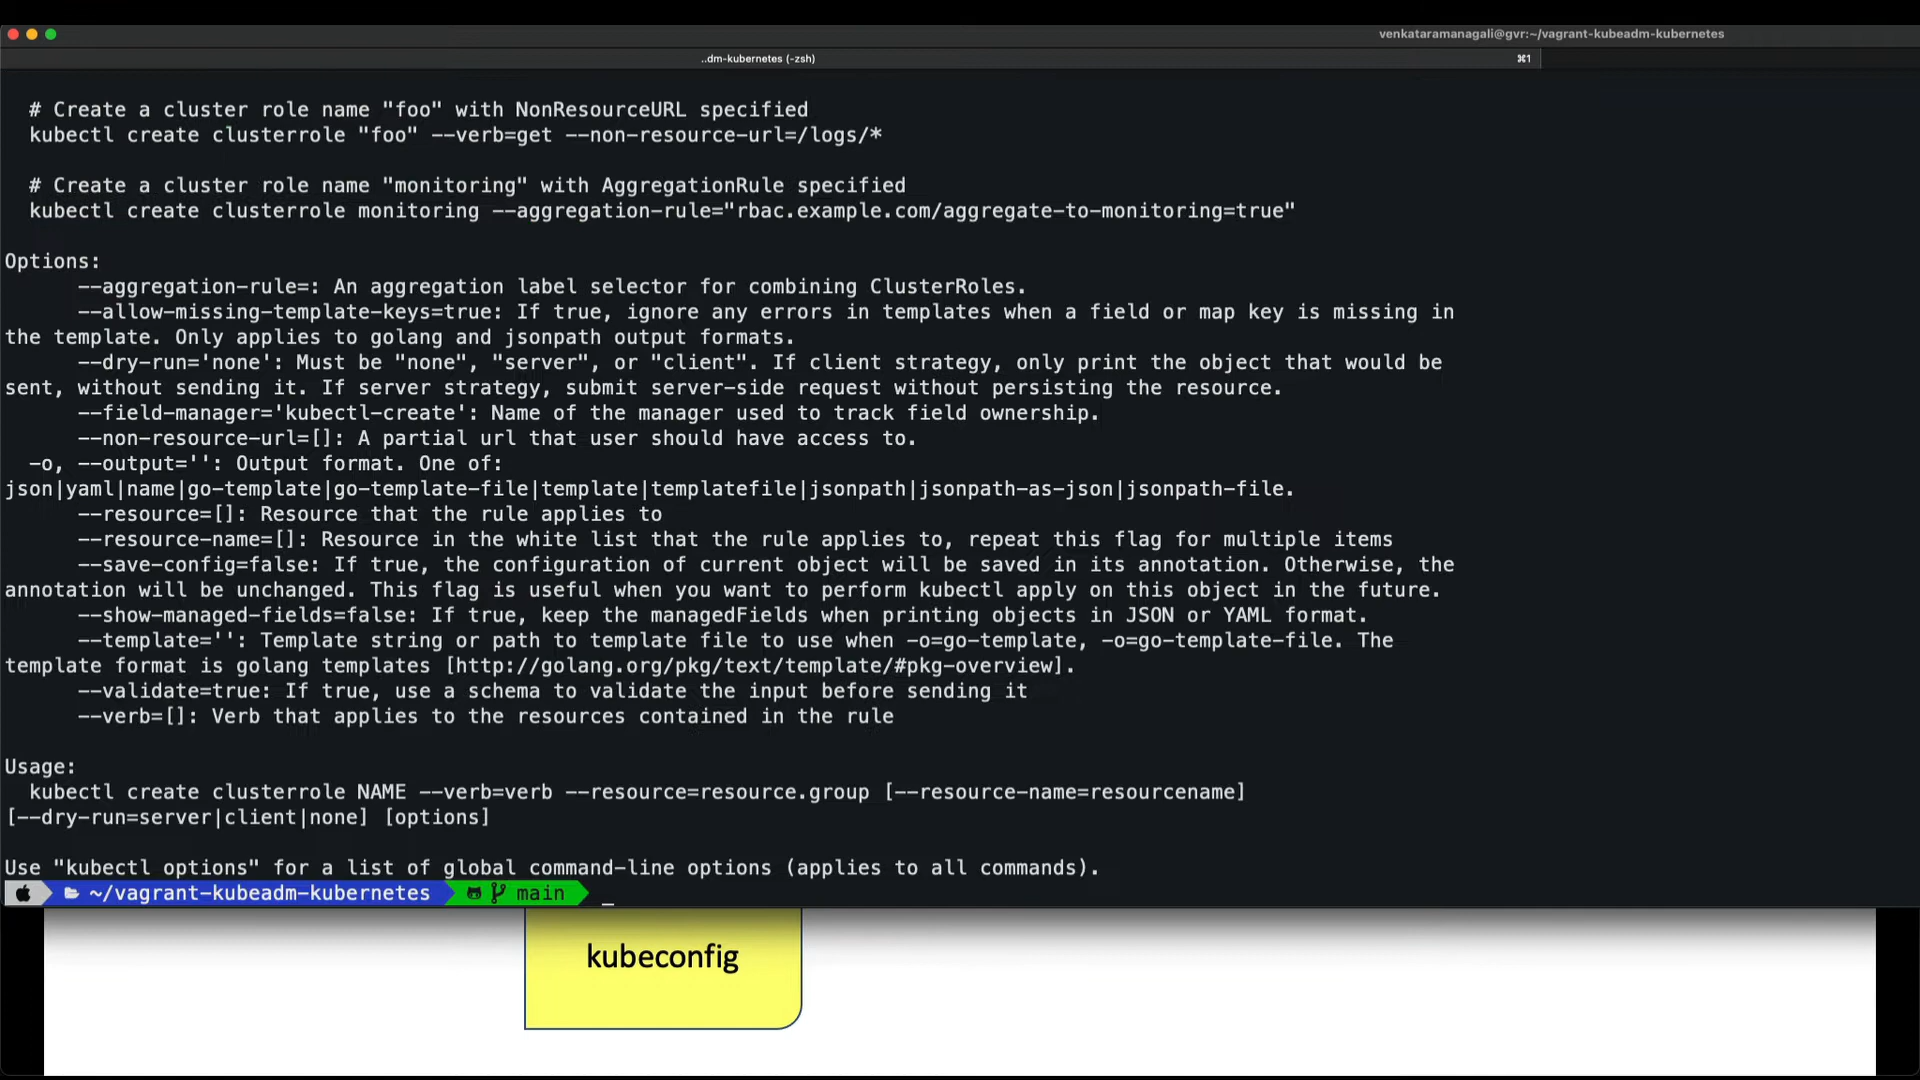 venkataramanagali@gvr:~/vagrant-kubeadm-kubernetes
..dm-kubernetes (-zsh)
⌘1
# Create a cluster role name "foo" with NonResourceURL specified
kubectl create clusterrole "foo" --verb=get --non-resource-url=/logs/*
# Create a cluster role name "monitoring" with AggregationRule specified
kubectl create clusterrole monitoring --aggregation-rule="rbac.example.com/aggregate-to-monitoring=true"
Options:
--aggregation-rule=: An aggregation label selector for combining ClusterRoles.
--allow-missing-template-keys=true: If true, ignore any errors in templates when a field or map key is missing in
the template. Only applies to golang and jsonpath output formats.
--dry-run='none': Must be "none", "server", or "client". If client strategy, only print the object that would be
sent, without sending it. If server strategy, submit server-side request without persisting the resource.
--field-manager='kubectl-create': Name of the manager used to track field ownership.
--non-resource-url=[]: A partial url that user should have access to.
-o, --output='': Output format. One of:
json|yaml|name|go-template|go-template-file|template|templatefile|jsonpath|jsonpath-as-json|jsonpath-file.
--resource=[]: Resource that the rule applies to
--resource-name=[]: Resource in the white list that the rule applies to, repeat this flag for multiple items
--save-config=false: If true, the configuration of current object will be saved in its annotation. Otherwise, the
annotation will be unchanged. This flag is useful when you want to perform kubectl apply on this object in the future.
--show-managed-fields=false: If true, keep the managedFields when printing objects in JSON or YAML format.
--template='': Template string or path to template file to use when -o=go-template, -o=go-template-file. The
template format is golang templates [http://golang.org/pkg/text/template/#pkg-overview].
--validate=true: If true, use a schema to validate the input before sending it
--verb=[]: Verb that applies to the resources contained in the rule
Usage:
kubectl create clusterrole NAME --verb=verb --resource=resource.group [--resource-name=resourcename]
[--dry-run=server|client|none] [options]
Use "kubectl options" for a list of global command-line options (applies to all commands).
~/vagrant-kubeadm-kubernetes main _
kubeconfig